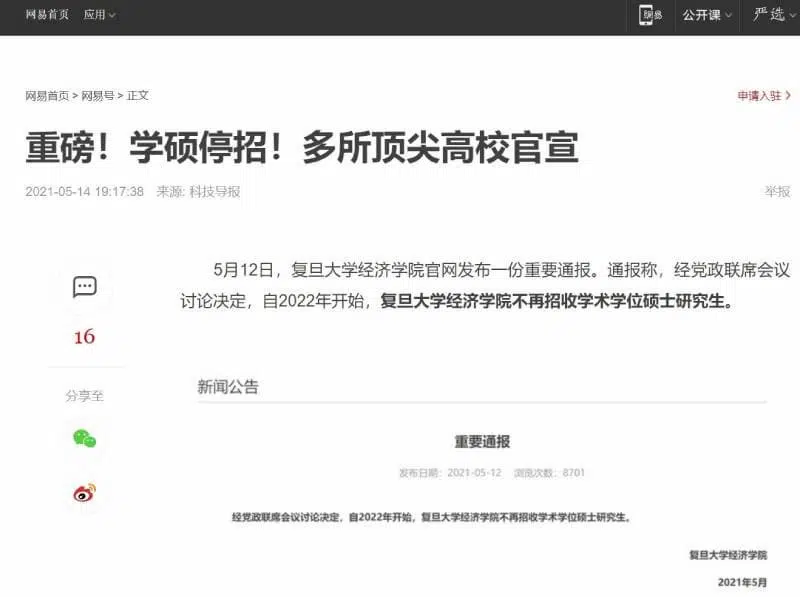 网易首页 应用 网易 公开课 严选
网易首页 > 网易号 > 正文 申请入驻
重磅！学硕停招！多所顶尖高校官宣
2021-05-14 19:17:38 来源: 科技导报 举报
5月12日，复旦大学经济学院官网发布一份重要通报。通报称，经党政联席会议
讨论决定，自2022年开始，复旦大学经济学院不再招收学术学位硕士研究生。
16
分享至
新闻公告
重要通报
发布日期：2021-05-12 浏览次数：8701
经党政联席会议讨论决定，自2022年开始，复旦大学经济学院不再招收学术学位硕士研究生。
复旦大学经济学院
2021年5月